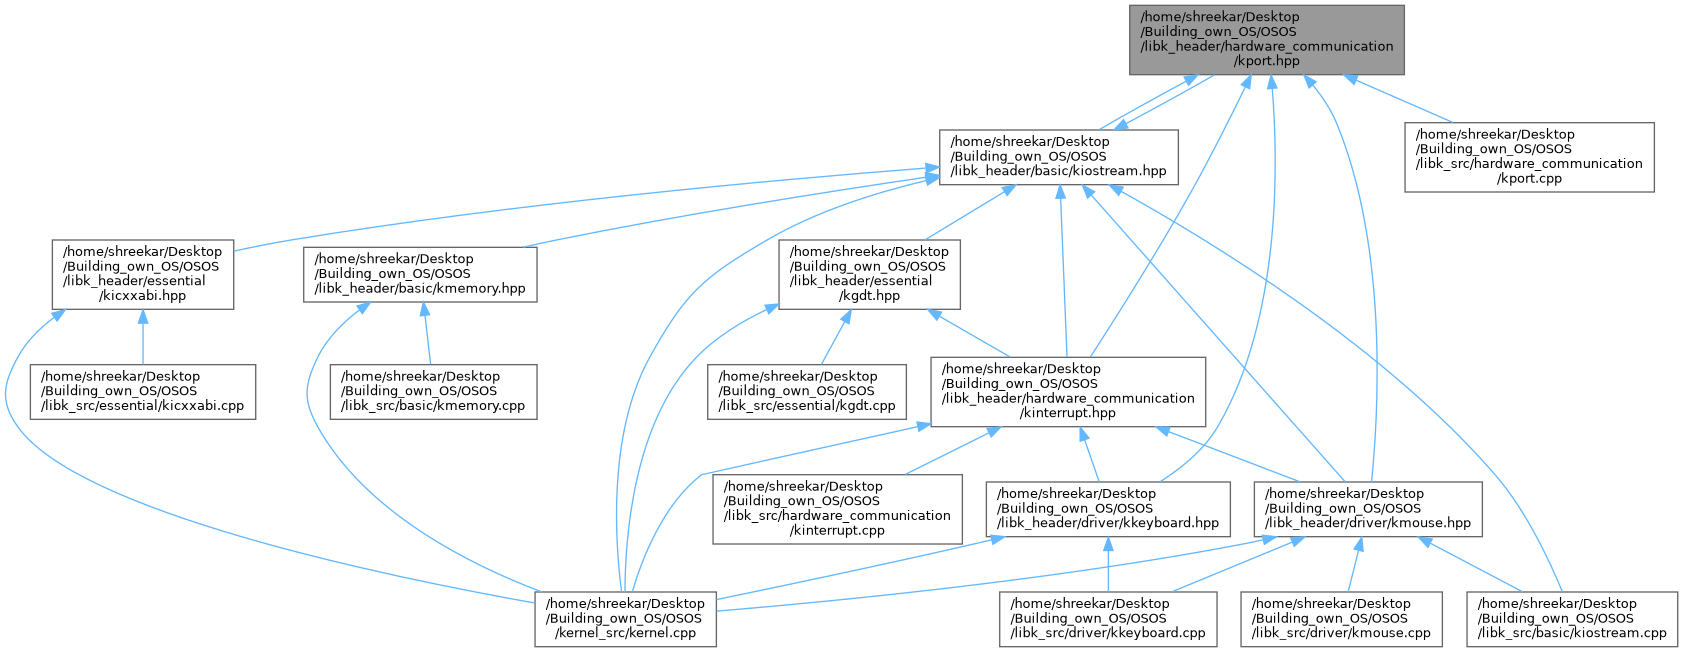 /home/shreekar/Desktop
/Building_own_OS/OSOS
/libk_header/hardware_communication
/kport.hpp
/home/shreekar/Desktop
/Building_own_OS/OSOS
/libk_header/basic/kiostream.hpp
/home/shreekar/Desktop
/Building_own_OS/OSOS
/libk_src/hardware_communication
/kport.cpp
/home/shreekar/Desktop
/Building_own_OS/OSOS
/libk_header/essential
/kicxxabi.hpp
/home/shreekar/Desktop
/Building_own_OS/OSOS
/libk_header/basic/kmemory.hpp
/home/shreekar/Desktop
/Building_own_OS/OSOS
/libk_header/essential
/kgdt.hpp
/home/shreekar/Desktop
/Building_own_OS/OSOS
/libk_src/essential/kicxxabi.cpp
/home/shreekar/Desktop
/Building_own_OS/OSOS
/libk_src/basic/kmemory.cpp
/home/shreekar/Desktop
/Building_own_OS/OSOS
/libk_src/essential/kgdt.cpp
/home/shreekar/Desktop
/Building_own_OS/OSOS
/libk_header/hardware_communication
/kinterrupt.hpp
/home/shreekar/Desktop
/Building_own_OS/OSOS
/libk_src/hardware_communication
/kinterrupt.cpp
/home/shreekar/Desktop
/Building_own_OS/OSOS
/libk_header/driver/kkeyboard.hpp
/home/shreekar/Desktop
/Building_own_OS/OSOS
/libk_header/driver/kmouse.hpp
/home/shreekar/Desktop
/Building_own_OS/OSOS
/kernel_src/kernel.cpp
/home/shreekar/Desktop
/Building_own_OS/OSOS
/libk_src/driver/kkeyboard.cpp
/home/shreekar/Desktop
/Building_own_OS/OSOS
/libk_src/driver/kmouse.cpp
/home/shreekar/Desktop
/Building_own_OS/OSOS
/libk_src/basic/kiostream.cpp